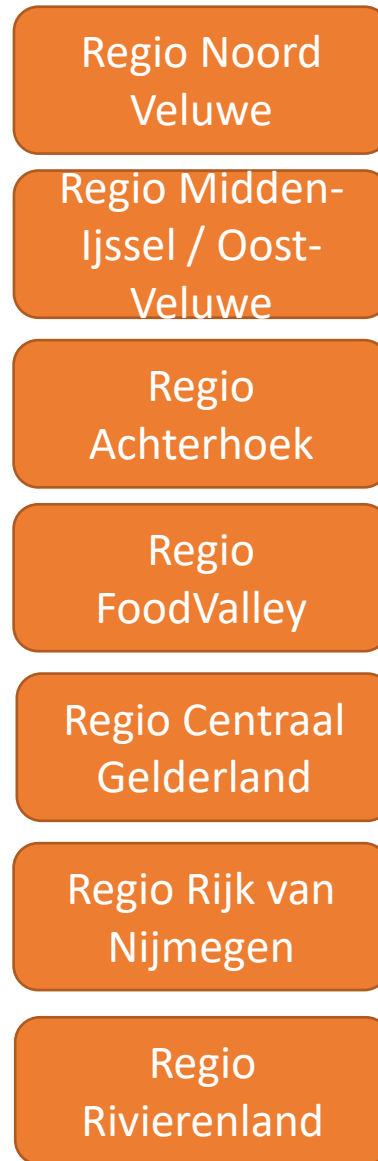 Regio Noord
Veluwe
Regio Midden-
Ijssel / Oost-
Veluwe
Regio
Achterhoek
Regio
FoodValley
Regio Centraal
Gelderland
Regio Rijk van
Nijmegen
Regio
Rivierenland